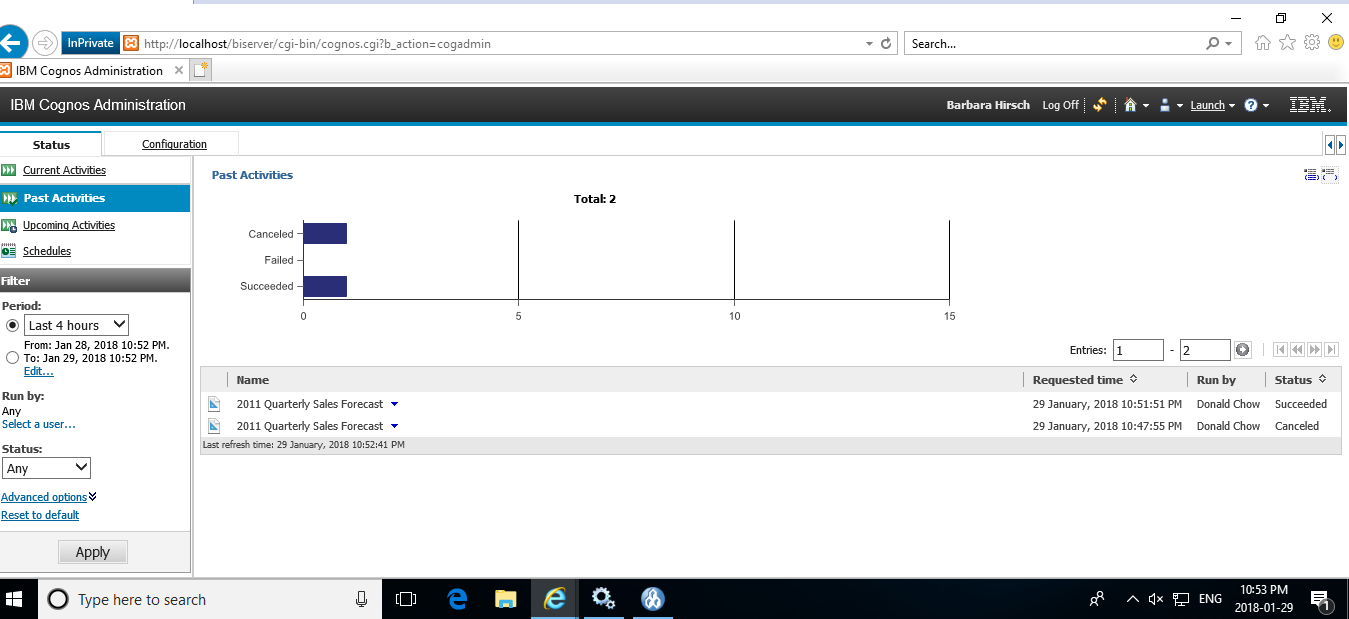 InPrivate http://localhost/biserver/cgi-bin/cognos.cgi?b_action=cogadmin Search...
IBM Cognos Administration
IBM Cognos Administration Barbara Hirsch Log Off Launch IBM.
Status Configuration
Current Activities
Past Activities
Upcoming Activities
Schedules
Filter
Period:
Last 4 hours
From: Jan 28, 2018 10:52 PM.
To: Jan 29, 2018 10:52 PM.
Edit...
Run by:
Any
Select a user...
Status:
Any
Advanced options
Reset to default
Apply
Past Activities
Total: 2
Canceled
Failed
Succeeded
0 5 10 15
Entries: 1 - 2
Name Requested time Run by Status
2011 Quarterly Sales Forecast 29 January, 2018 10:51:51 PM Donald Chow Succeeded
2011 Quarterly Sales Forecast 29 January, 2018 10:47:55 PM Donald Chow Canceled
Last refresh time: 29 January, 2018 10:52:41 PM
Type here to search ENG 10:53 PM
2018-01-29 1